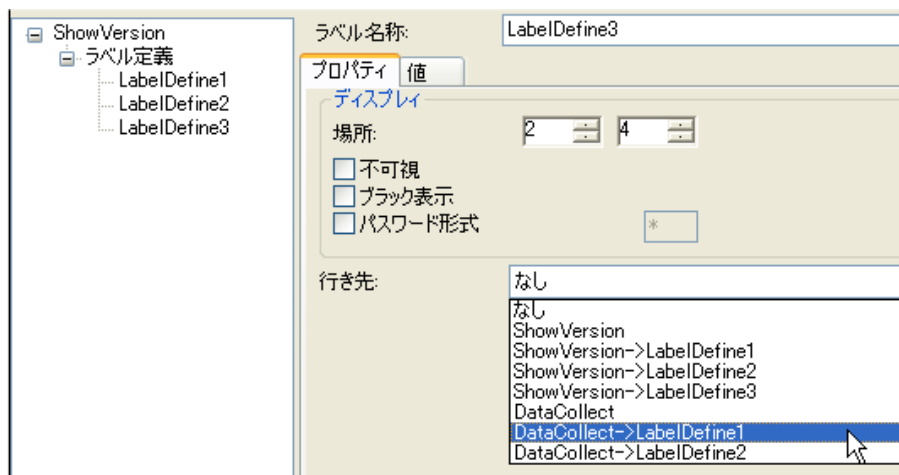 ShowVersion
ラベル定義
LabelDefine1
LabelDefine2
LabelDefine3
ラベル名称: LabelDefine3
プロパティ 値
ディスプレイ
場所: 2 4
不可視
ブラック表示
パスワード形式 *
行き先: なし
なし
ShowVersion
ShowVersion->LabelDefine1
ShowVersion->LabelDefine2
ShowVersion->LabelDefine3
DataCollect
DataCollect->LabelDefine1
DataCollect->LabelDefine2